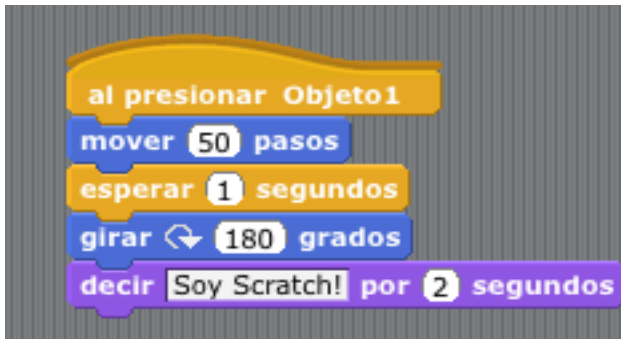 al presionar Objeto1
mover 50 pasos
esperar 1 segundos
girar 180 grados
decir Soy Scratch! por 2 segundos